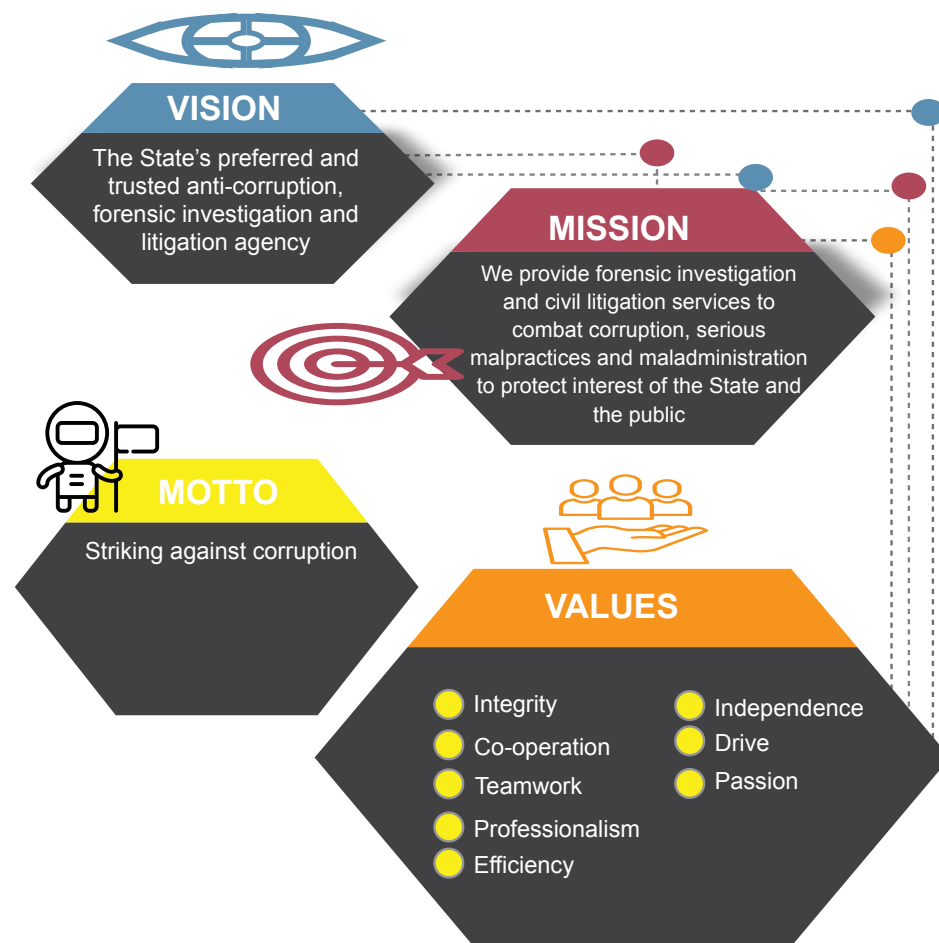 VISION
The State's preferred and
trusted anti-corruption,
forensic investigation and
litigation agency
MISSION
We provide forensic investigation
and civil litigation services to
combat corruption, serious
malpractices and maladministration
to protect interest of the State and
the public
MOTTO
Striking against corruption
VALUES
Integrity
Co-operation
Teamwork
Professionalism
Efficiency
Independence
Drive
Passion